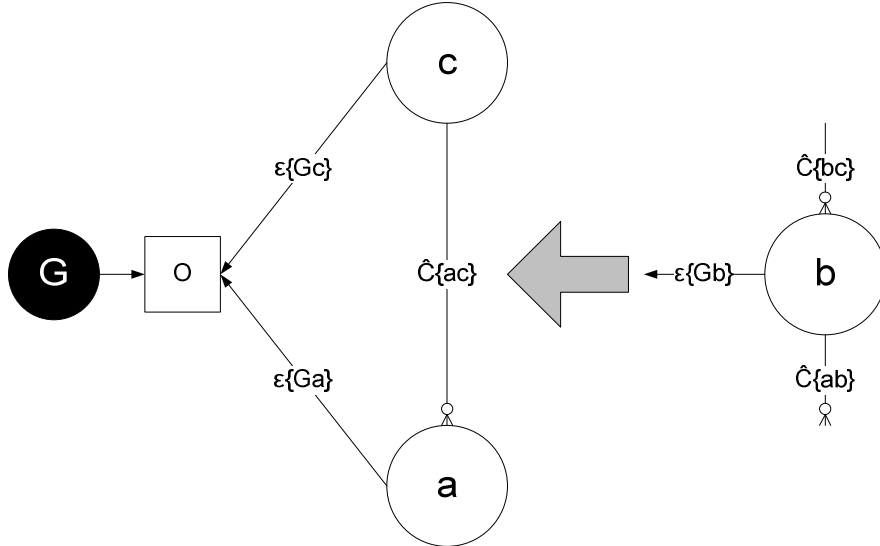 c
ε{Gc}
Ĉ{bc}
G
O
Ĉ{ac}
ε{Gb}
b
ε{Ga}
Ĉ{ab}
a